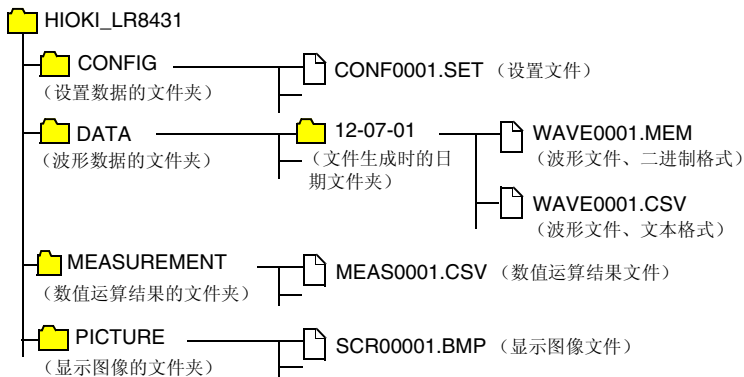 HIOKI_LR8431
CONFIG
(设置数据的文件夹)
CONF0001.SET (设置文件)
DATA
(波形数据的文件夹)
12-07-01
(文件生成时的日
期文件夹)
WAVE0001.MEM
(波形文件、二进制格式)
WAVE0001.CSV
(波形文件、文本格式)
MEASUREMENT
(数值运算结果的文件夹)
MEAS0001.CSV (数值运算结果文件)
PICTURE
(显示图像的文件夹)
SCR00001.BMP (显示图像文件)